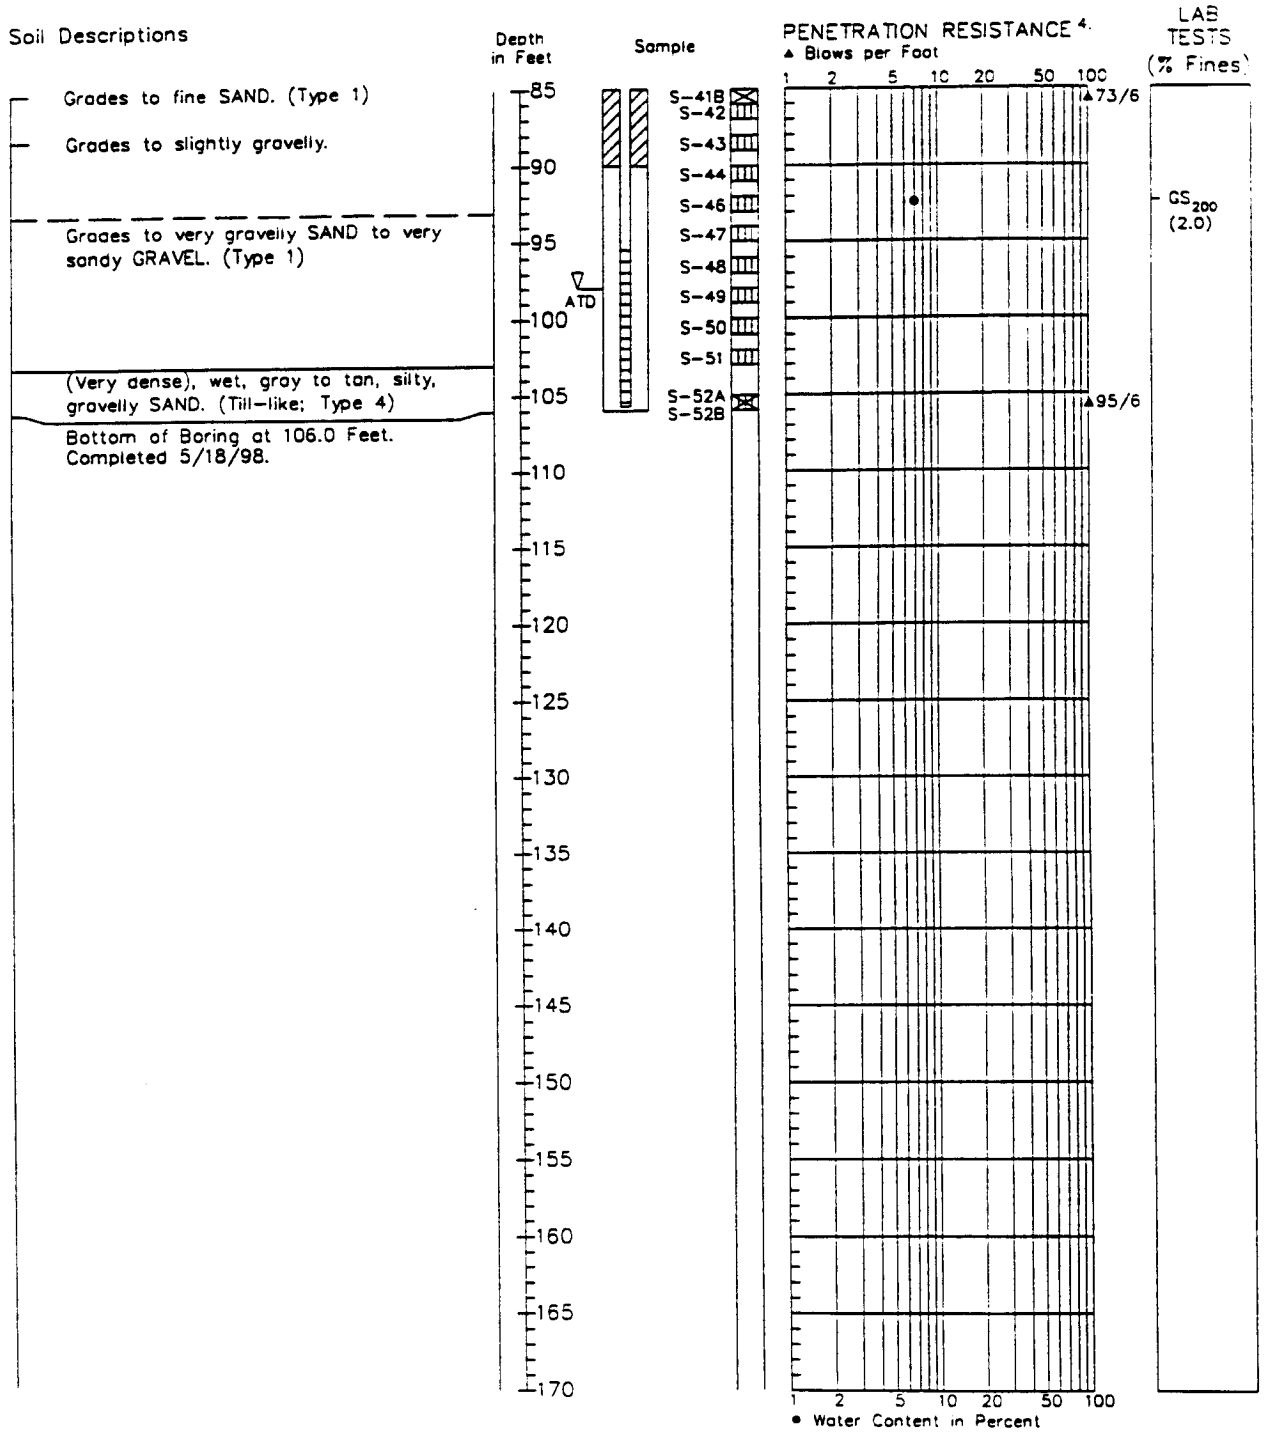 Soil Descriptions
Depth
in Feet
Sample
PENETRATION RESISTANCE 4.
▲ Blows per Foot
LAB
TESTS
(% Fines)
1 2 5 10 20 50 100
Grades to fine SAND. (Type 1)
Grades to slightly gravelly.
Grades to very gravelly SAND to very
sandy GRAVEL. (Type 1)
(Very dense), wet, gray to tan, silty,
gravelly SAND. (Till-like; Type 4)
Bottom of Boring at 106.0 Feet.
Completed 5/18/98.
85
90
95
100
105
110
115
120
125
130
135
140
145
150
155
160
165
170
ATD
S-41B
S-42
S-43
S-44
S-46
S-47
S-48
S-49
S-50
S-51
S-52A
S-52B
73/6
95/6
GS200
(2.0)
1 2 5 10 20 50 100
● Water Content in Percent